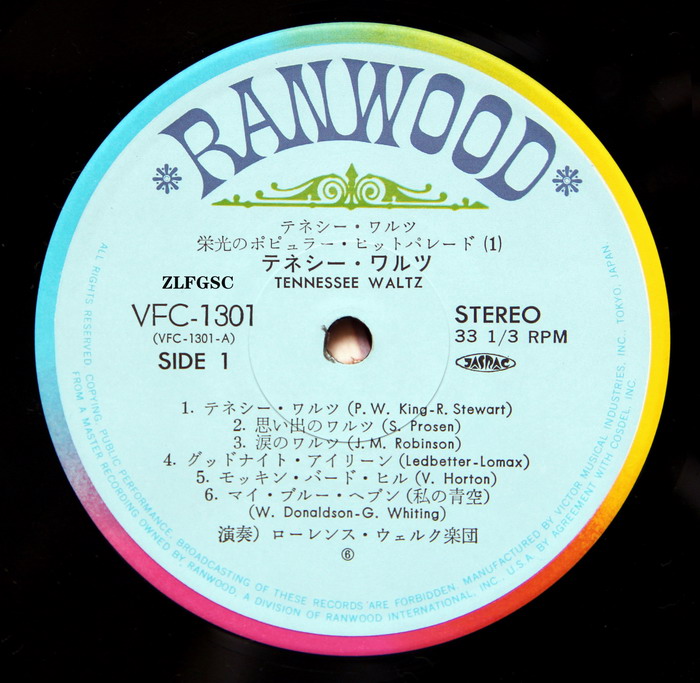 RANWOOD
テネシー・ワルツ
栄光のポピュラー・ヒットパレード (1)
テネシー・ワルツ
TENNESSEE WALTZ
ZLFGSC
VFC-1301
(VFC-1301-A)
SIDE 1
STEREO
33 1/3 RPM
JASRAC
1. テネシー・ワルツ (P. W. King-R. Stewart)
2. 思い出のワルツ (S. Prosen)
3. 涙のワルツ (J. M. Robinson)
4. グッドナイト・アイリーン (Ledbetter-Lomax)
5. モッキン・バード・ヒル (V. Horton)
6. マイ・ブルー・ヘブン (私の青空)
(W. Donaldson-G. Whiting)
演奏) ローレンス・ウェルク楽団
⑥
ALL RIGHTS RESERVED. COPYING, PUBLIC PERFORMANCE, BROADCASTING OF THESE RECORDS ARE FORBIDDEN. MANUFACTURED BY VICTOR MUSICAL INDUSTRIES, INC., TOKYO, JAPAN
FROM A MASTER RECORDING OWNED BY RANWOOD, A DIVISION OF RANWOOD INTERNATIONAL, INC., U.S.A. BY AGREEMENT WITH COSDEL, INC.